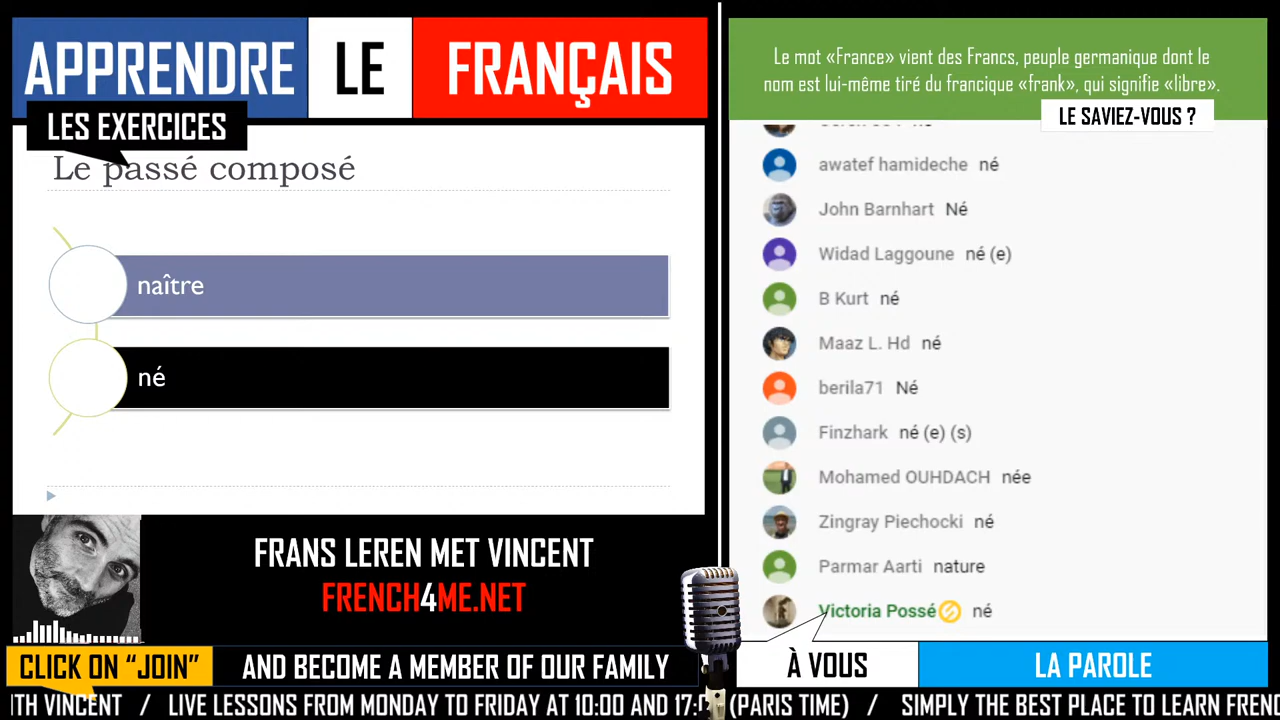 APPRENDRE LE FRANÇAIS
LES EXERCICES
Le passé composé
naître
né
FRANS LEREN MET VINCENT
FRENCH4ME.NET
CLICK ON “JOIN” AND BECOME A MEMBER OF OUR FAMILY
Le mot «France» vient des Francs, peuple germanique dont le
nom est lui-même tiré du francique «frank», qui signifie «libre».
LE SAVIEZ-VOUS ?
awatef hamideche né
John Barnhart Né
Widad Laggoune né (e)
B Kurt né
Maaz L. Hd né
berila71 Né
Finzhark né (e) (s)
Mohamed OUHDACH née
Zingray Piechocki né
Parmar Aarti nature
Victoria Possé né
À VOUS LA PAROLE
ITH VINCENT / LIVE LESSONS FROM MONDAY TO FRIDAY AT 10:00 AND 17:0 (PARIS TIME) / SIMPLY THE BEST PLACE TO LEARN FREN